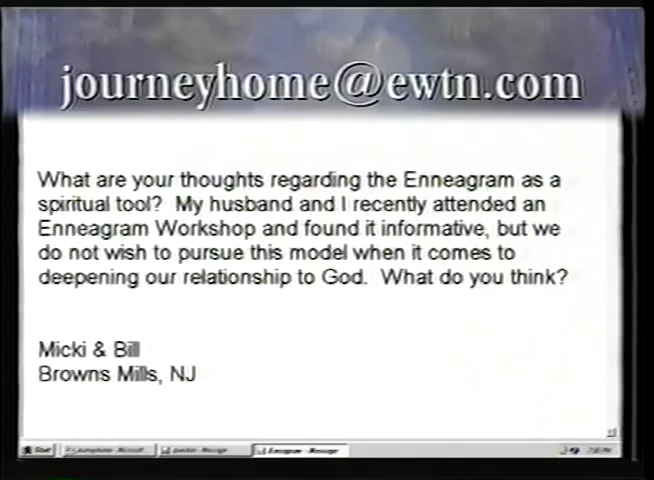 journeyhome@ewtn.com
What are your thoughts regarding the Enneagram as a
spiritual tool? My husband and I recently attended an
Enneagram Workshop and found it informative, but we
do not wish to pursue this model when it comes to
deepening our relationship to God. What do you think?
Micki & Bill
Browns Mills, NJ
Start